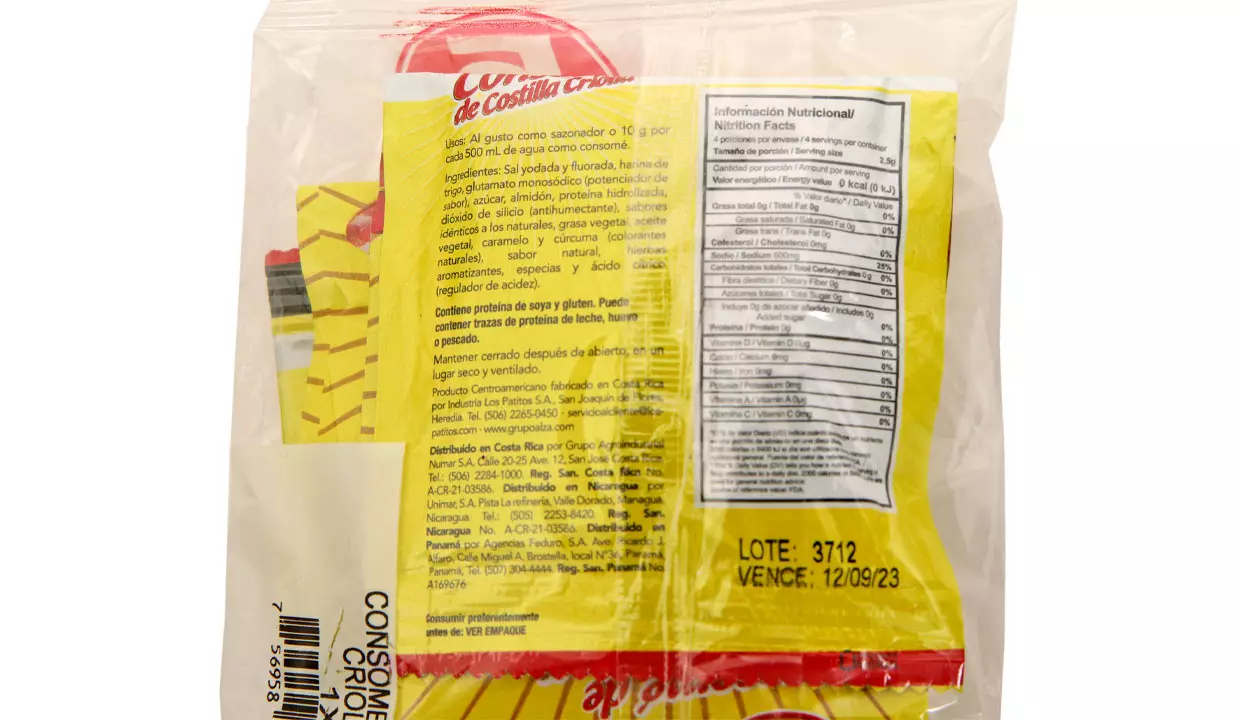 de Costilla Criolla
Usos: Al gusto como sazonador o 10 g por
cada 500 mL de agua como consomé.
Ingredientes: Sal yodada y fluorada, harina de
trigo, glutamato monosódico (potenciador de
sabor), azúcar, almidón, proteína hidrolizada,
dióxido de silicio (antihumectante), sabores
idénticos a los naturales, grasa vegetal, aceite
vegetal, caramelo y cúrcuma (colorantes
naturales), sabor natural, hierbas
aromatizantes, especias y ácido cítrico
(regulador de acidez).
Contiene proteína de soya y gluten. Puede
contener trazas de proteína de leche, huevo
o pescado.
Mantener cerrado después de abierto, en un
lugar seco y ventilado.
Producto Centroamericano fabricado en Costa Rica
por Industria Los Patitos S.A., San Joaquín de Flores,
Heredia. Tel. (506) 2265-0450 · servicioalcliente@los-
patitos.com · www.grupoalza.com
Distribuido en Costa Rica por Grupo Agroindustrial
Numar S.A. Calle 20-25 Ave. 12, San José Costa Rica.
Tel.: (506) 2284-1000. Reg. San. Costa Rica No.
A-CR-21-03586. Distribuido en Nicaragua por
Unimar, S.A. Pista La refinería, Valle Dorado, Managua,
Nicaragua. Tel.: (505) 2253-8420. Reg. San.
Nicaragua No. A-CR-21-03586. Distribuido en
Panamá por Agencias Feduro, S.A. Ave. Ricardo J.
Alfaro, Calle Miguel A. Brostella, local N°36, Panamá,
Panamá, Tel. (507) 304-4444. Reg. San. Panamá No.
A169676
Consumir preferentemente
antes de: VER EMPAQUE
Información Nutricional/
Nutrition Facts
4 porciones por envase / 4 servings per container
Tamaño de porción / Serving size 2,5g
Cantidad por porción / Amount per serving
Valor energético / Energy value 0 kcal (0 kJ)
% Valor diario* / Daily Value
Grasa total 0g / Total Fat 0g 0%
Grasa saturada / Saturated Fat 0g 0%
Grasa trans / Trans Fat 0g
Colesterol / Cholesterol 0mg 0%
Sodio / Sodium 600mg 25%
Carbohidratos totales / Total Carbohydrates 0g 0%
Fibra dietética / Dietary Fiber 0g 0%
Azúcares totales / Total Sugar 0g
Incluye 0g de azúcar añadido / Includes 0g
Added sugar 0%
Proteína / Protein 0g 0%
Vitamina D / Vitamin D 0µg 0%
Calcio / Calcium 0mg 0%
Hierro / Iron 0mg 0%
Potasio / Potassium 0mg 0%
Vitamina A / Vitamin A 0µg 0%
Vitamina C / Vitamin C 0mg 0%
LOTE: 3712
VENCE: 12/09/23
7 56958
CONSOME
CRIOL
1X